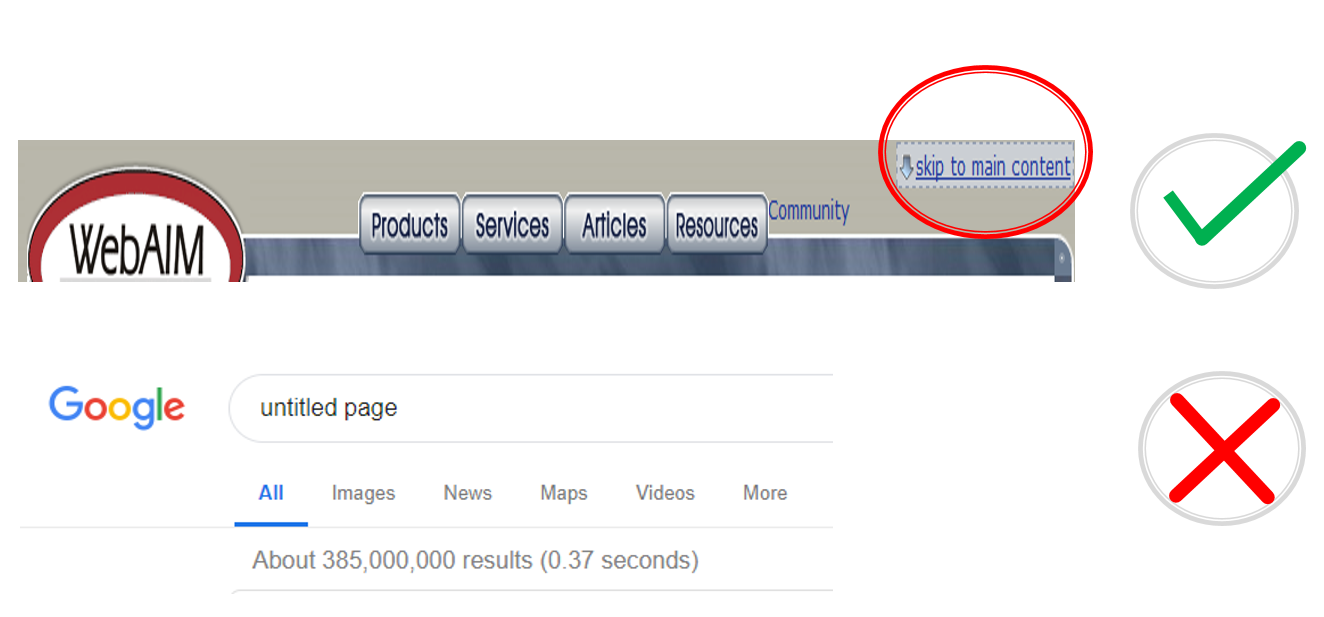 skip to main content
WebAIM
Products Services Articles Resources Community
Google untitled page
All Images News Maps Videos More
About 385,000,000 results (0.37 seconds)